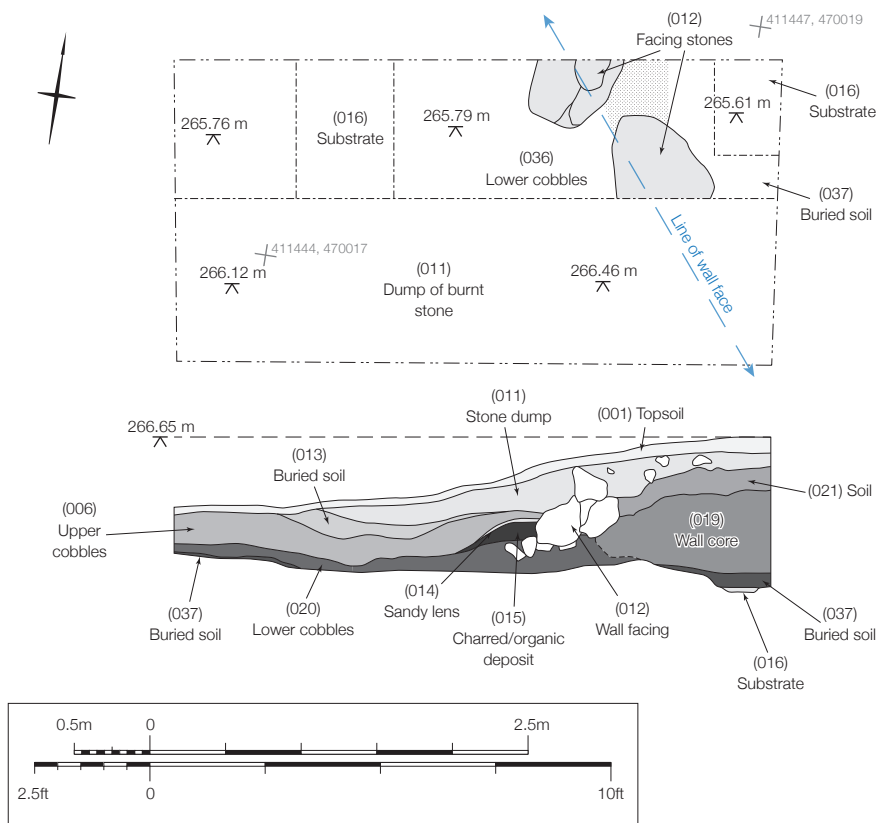 (012)
Facing stones
411447, 470019
(016)
Substrate
265.76 m
(016)
Substrate
265.79 m
265.61 m
(036)
Lower cobbles
(037)
Buried soil
411444, 470017
266.12 m
(011)
Dump of burnt
stone
266.46 m
Line of wall face
266.65 m
(011)
Stone dump
(001) Topsoil
(013)
Buried soil
(006)
Upper
cobbles
(021) Soil
(019)
Wall core
(037)
Buried soil
(020)
Lower cobbles
(014)
Sandy lens
(015)
Charred/organic
deposit
(012)
Wall facing
(037)
Buried soil
(016)
Substrate
0.5m 0 2.5m
2.5ft 0 10ft